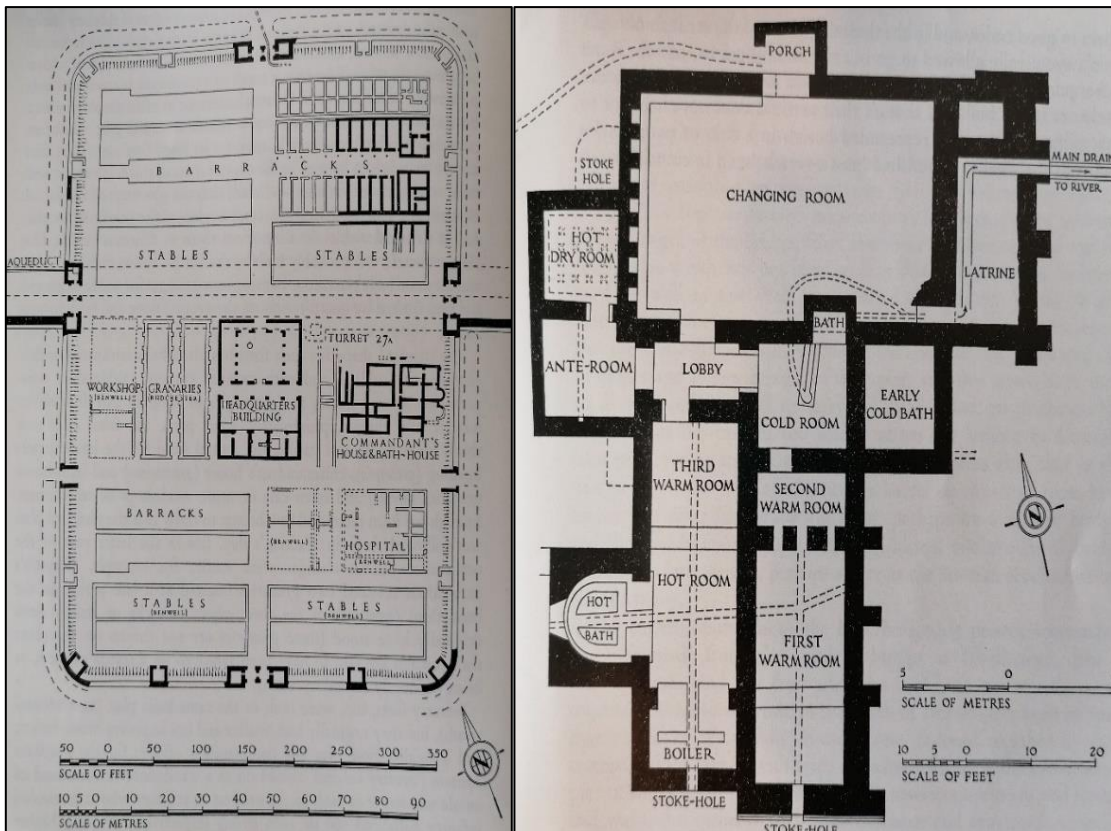 BARRACKS
STABLES
STABLES
AQUEDUCT
TURRET 27A
WORKSHOP
(BENWELL)
GRANARIES
HEADQUARTERS
BUILDING
COMMANDANT'S
HOUSE & BATH-HOUSE
BARRACKS
(BENWELL)
HOSPITAL
(BENWELL)
STABLES
(BENWELL)
STABLES
(BENWELL)
N
50 0 50 100 150 200 250 300 350
SCALE OF FEET
10 5 0 10 20 30 40 50 60 70 80 90
SCALE OF METRES
PORCH
STOKE
HOLE
CHANGING ROOM
MAIN DRAIN
TO RIVER
HOT
DRY ROOM
LATRINE
BATH
ANTE-ROOM
LOBBY
COLD ROOM
EARLY
COLD BATH
THIRD
WARM ROOM
SECOND
WARM ROOM
N
HOT ROOM
HOT
BATH
FIRST
WARM ROOM
5 0
SCALE OF METRES
BOILER
10 5 0 10 20
SCALE OF FEET
STOKE-HOLE
STOKE-HOLE